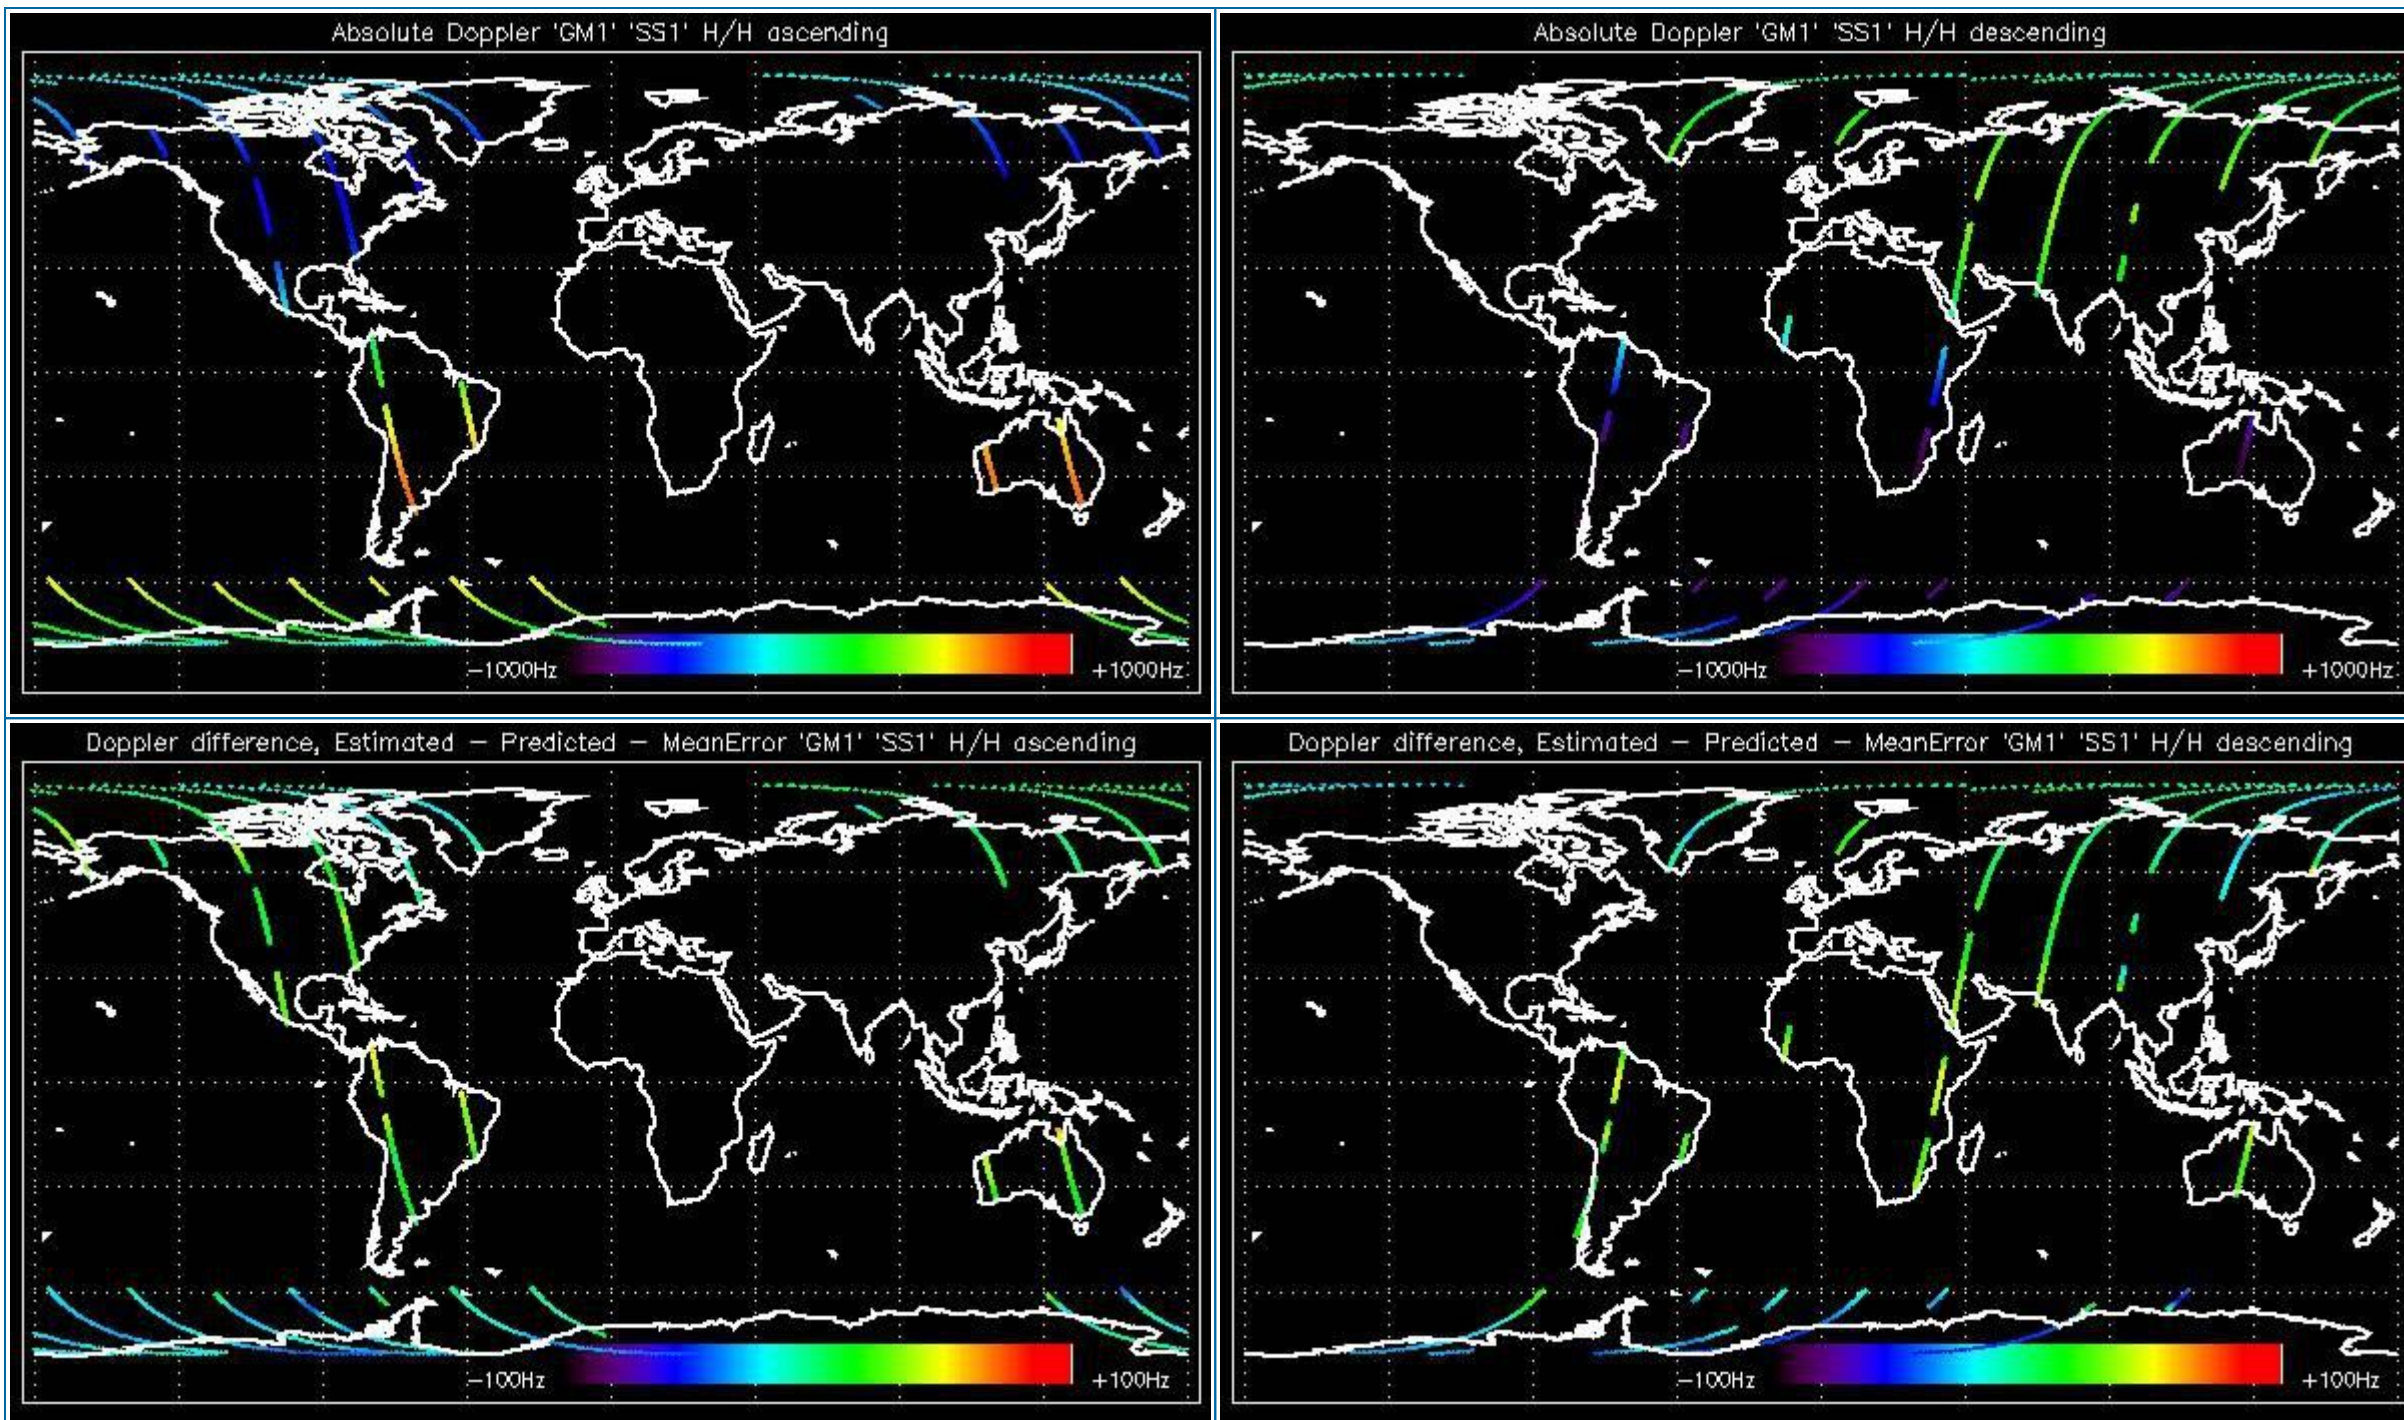 Absolute Doppler 'GM1' 'SS1' H/H ascending
-1000Hz
+1000Hz
Absolute Doppler 'GM1' 'SS1' H/H descending
-1000Hz
+1000Hz
Doppler difference, Estimated – Predicted – MeanError 'GM1' 'SS1' H/H ascending
-100Hz
+100Hz
Doppler difference, Estimated – Predicted – MeanError 'GM1' 'SS1' H/H descending
-100Hz
+100Hz